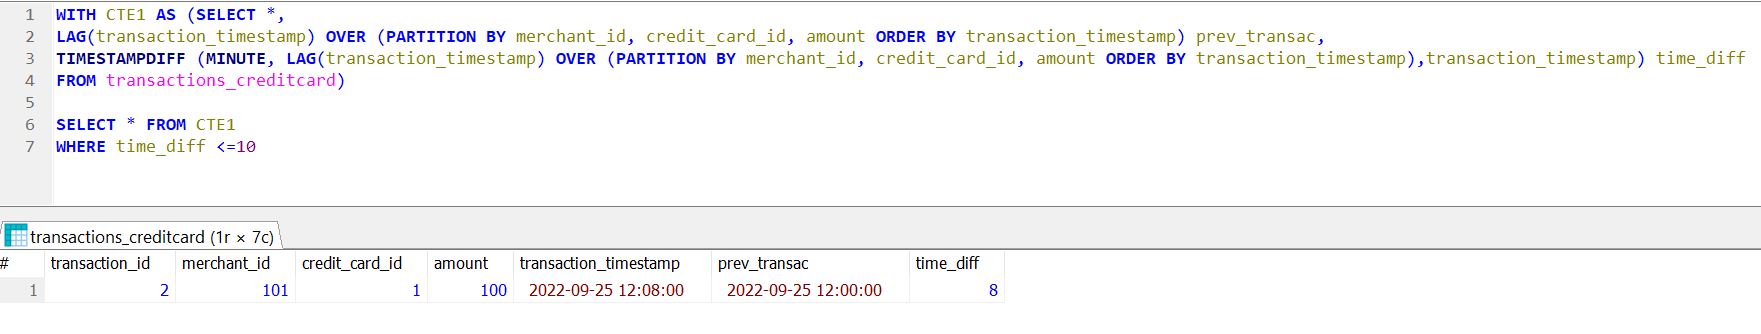 1 WITH CTE1 AS (SELECT *,
2 LAG(transaction_timestamp) OVER (PARTITION BY merchant_id, credit_card_id, amount ORDER BY transaction_timestamp) prev_transac,
3 TIMESTAMPDIFF (MINUTE, LAG(transaction_timestamp) OVER (PARTITION BY merchant_id, credit_card_id, amount ORDER BY transaction_timestamp),transaction_timestamp) time_diff
4 FROM transactions_creditcard)
5
6 SELECT * FROM CTE1
7 WHERE time_diff <=10
transactions_creditcard (1r × 7c)
# transaction_id merchant_id credit_card_id amount transaction_timestamp prev_transac time_diff
1 2 101 1 100 2022-09-25 12:08:00 2022-09-25 12:00:00 8